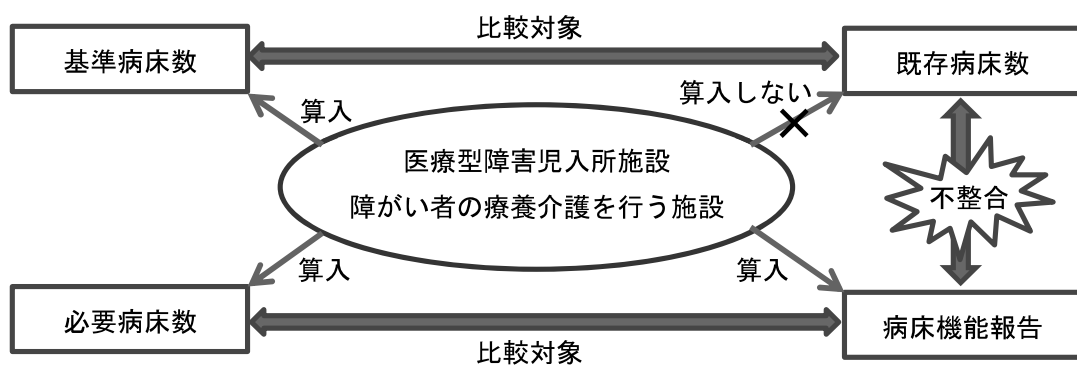 比較対象
基準病床数
既存病床数
算入
算入しない
医療型障害児入所施設
障がい者の療養介護を行う施設
不整合
算入
算入
必要病床数
病床機能報告
比較対象